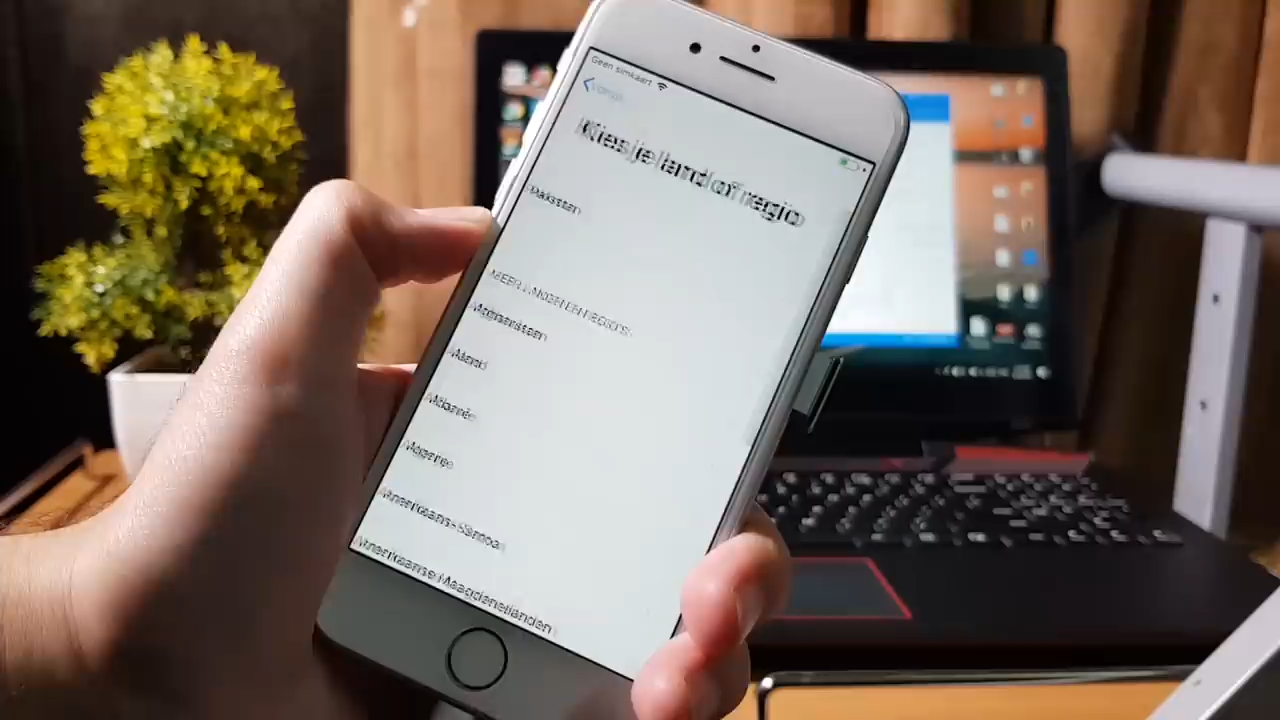 Geen simkaart
Kies je land of regio
Pakistan
MEER LANDEN EN REGIO'S
Afghanistan
Åland
Albanië
Algerije
Amerikaans-Samoa
Amerikaanse Maagdeneilanden